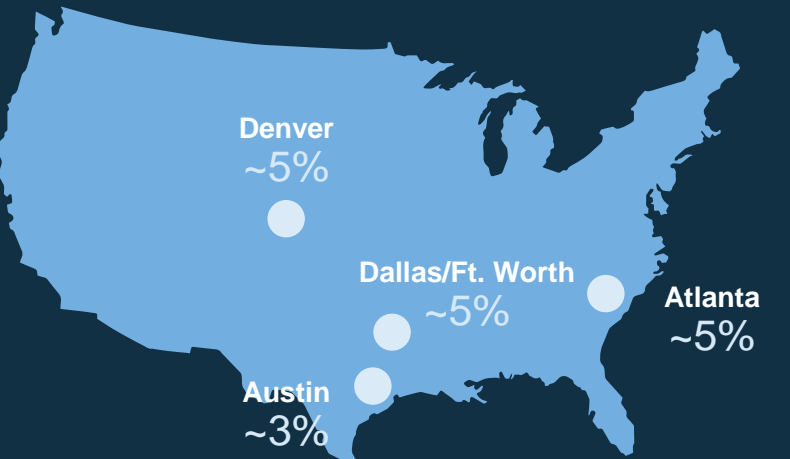 Denver
~5%
Dallas/Ft. Worth
~5%
Atlanta
~5%
Austin
~3%